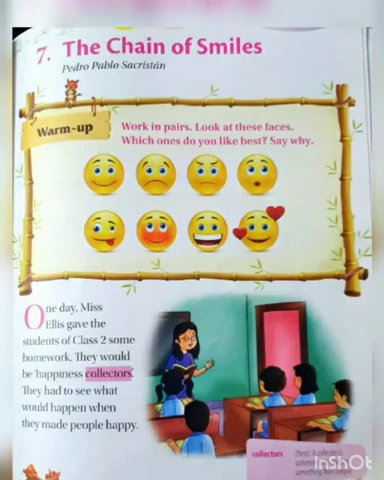 7. The Chain of Smiles
Pedro Pablo Sacristán
Warm-up
Work in pairs. Look at these faces.
Which ones do you like best? Say why.
One day, Miss
Ellis gave the
students of Class 2 some
homework. They would
be 'happiness collectors.'
They had to see what
would happen when
they made people happy.
collectors
InShOt